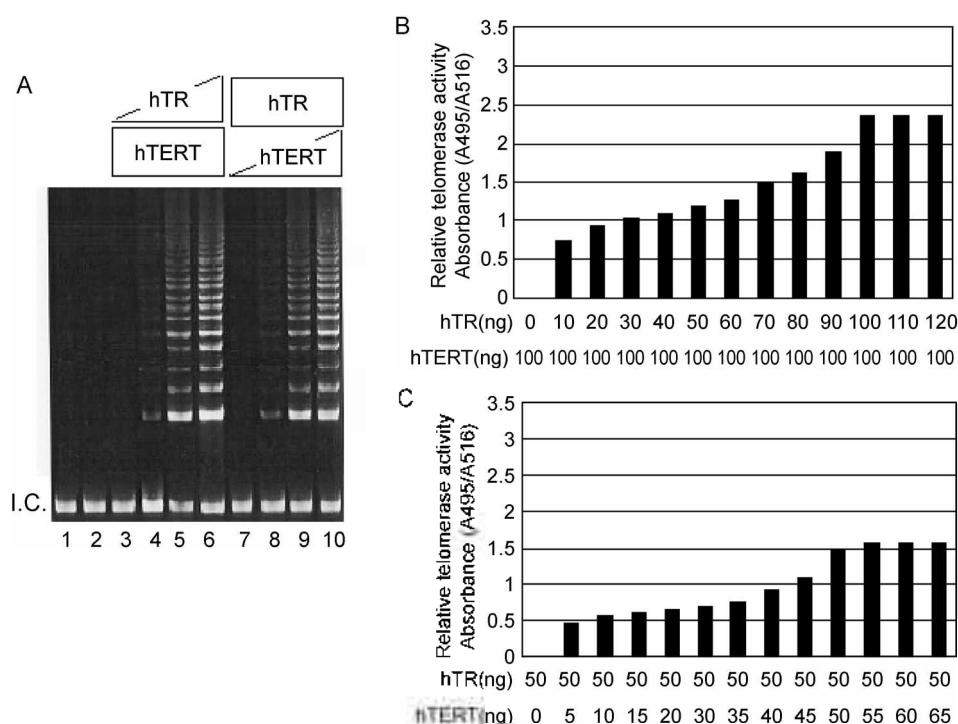 A
hTR
hTR
hTERT
hTERT
I.C.
1 2 3 4 5 6 7 8 9 10
B
Relative telomerase activity
Absorbance (A495/A516)
3.5
3
2.5
2
1.5
1
0.5
0
hTR(ng) 0 10 20 30 40 50 60 70 80 90 100 110 120
hTERT(ng) 100 100 100 100 100 100 100 100 100 100 100 100 100
C
Relative telomerase activity
Absorbance (A495/A516)
3.5
3
2.5
2
1.5
1
0.5
0
hTR(ng) 50 50 50 50 50 50 50 50 50 50 50 50 50
hTERT(ng) 0 5 10 15 20 30 35 40 45 50 55 60 65